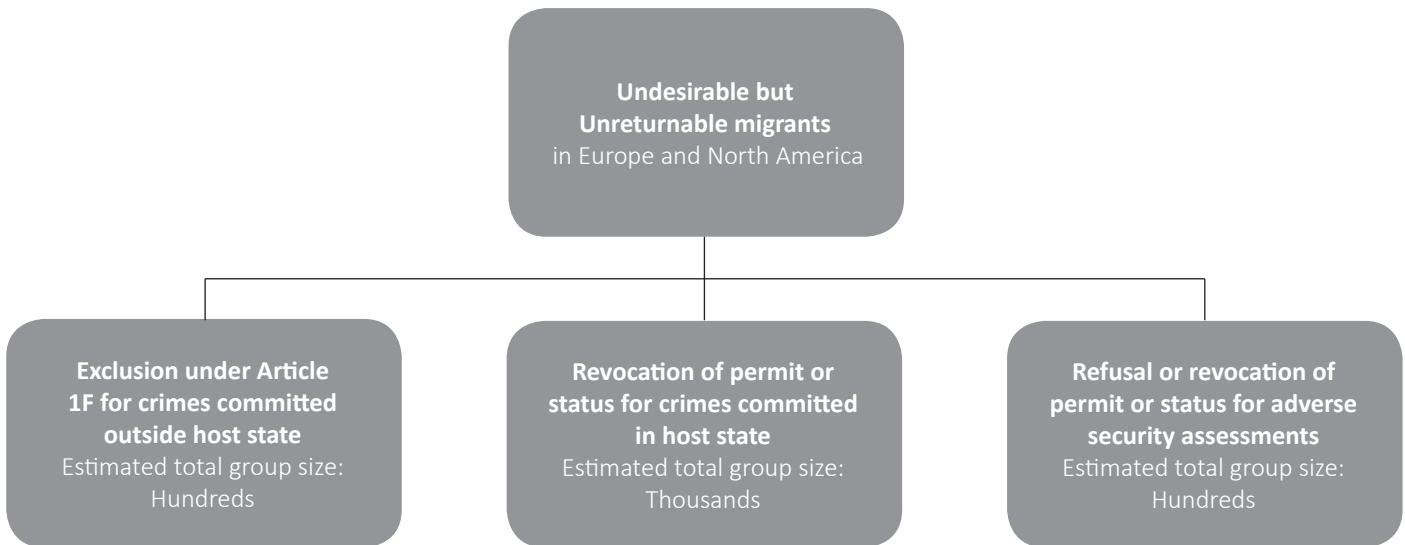 Undesirable but
Unreturnable migrants
in Europe and North America
Exclusion under Article
1F for crimes committed
outside host state
Estimated total group size:
Hundreds
Revocation of permit or
status for crimes committed
in host state
Estimated total group size:
Thousands
Refusal or revocation of
permit or status for adverse
security assessments
Estimated total group size:
Hundreds